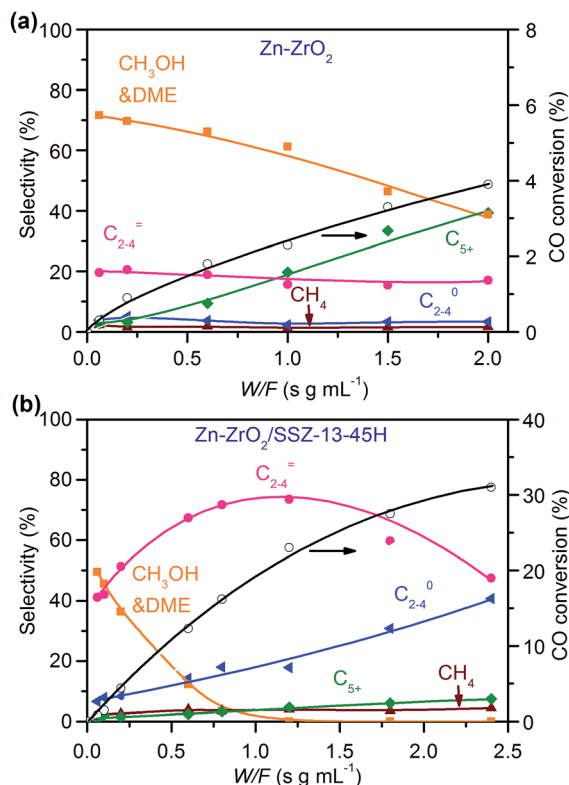 (a)
Zn-ZrO₂
CH₃OH
&DME
C₂₋₄⁼
C₅₊
CH₄
C₂₋₄⁰
Selectivity (%)
100
80
60
40
20
0
CO conversion (%)
8
6
4
2
0
0.0 0.5 1.0 1.5 2.0
W/F (s g mL⁻¹)
(b)
Zn-ZrO₂/SSZ-13-45H
C₂₋₄⁼
CH₃OH
&DME
C₂₋₄⁰
CH₄
C₅₊
Selectivity (%)
100
80
60
40
20
0
CO conversion (%)
40
30
20
10
0
0.0 0.5 1.0 1.5 2.0 2.5
W/F (s g mL⁻¹)